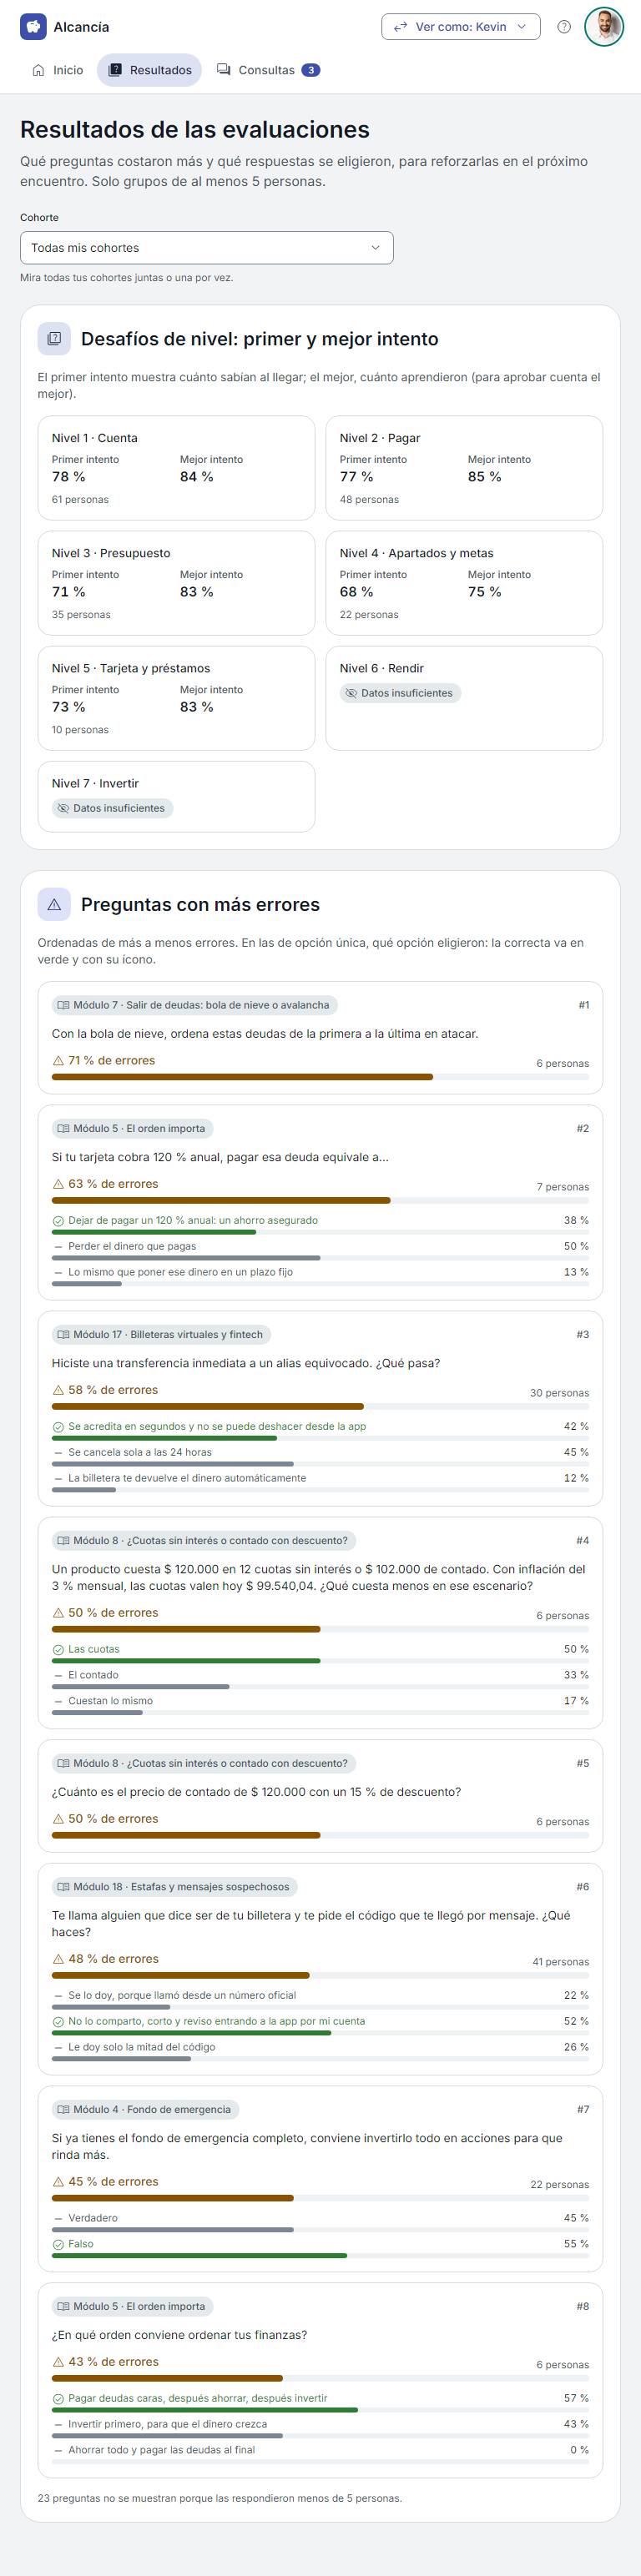 Alcancía
Ver como: Kevin
Inicio
Resultados
Consultas
3
Resultados de las evaluaciones
Qué preguntas costaron más y qué respuestas se eligieron, para reforzarlas en el próximo
encuentro. Solo grupos de al menos 5 personas.
Cohorte
Todas mis cohortes
Mira todas tus cohortes juntas o una por vez.
Desafíos de nivel: primer y mejor intento
El primer intento muestra cuánto sabían al llegar; el mejor, cuánto aprendieron (para aprobar cuenta el
mejor).
Nivel 1 · Cuenta
Primer intento
Mejor intento
78 %
84 %
61 personas
Nivel 2 · Pagar
Primer intento
Mejor intento
77 %
85 %
48 personas
Nivel 3 · Presupuesto
Primer intento
Mejor intento
71 %
83 %
35 personas
Nivel 4 · Apartados y metas
Primer intento
Mejor intento
68 %
75 %
22 personas
Nivel 5 · Tarjeta y préstamos
Primer intento
Mejor intento
73 %
83 %
10 personas
Nivel 6 · Rendir
Datos insuficientes
Nivel 7 · Invertir
Datos insuficientes
Preguntas con más errores
Ordenadas de más a menos errores. En las de opción única, qué opción eligieron: la correcta va en
verde y con su ícono.
Módulo 7 · Salir de deudas: bola de nieve o avalancha
#1
Con la bola de nieve, ordena estas deudas de la primera a la última en atacar.
71 % de errores
6 personas
Módulo 5 · El orden importa
#2
Si tu tarjeta cobra 120 % anual, pagar esa deuda equivale a...
63 % de errores
7 personas
Dejar de pagar un 120 % anual: un ahorro asegurado
38 %
Perder el dinero que pagas
50 %
Lo mismo que poner ese dinero en un plazo fijo
13 %
Módulo 17 · Billeteras virtuales y fintech
#3
Hiciste una transferencia inmediata a un alias equivocado. ¿Qué pasa?
58 % de errores
30 personas
Se acredita en segundos y no se puede deshacer desde la app
42 %
Se cancela sola a las 24 horas
45 %
La billetera te devuelve el dinero automáticamente
12 %
Módulo 8 · ¿Cuotas sin interés o contado con descuento?
#4
Un producto cuesta $ 120.000 en 12 cuotas sin interés o $ 102.000 de contado. Con inflación del
3 % mensual, las cuotas valen hoy $ 99.540,04. ¿Qué cuesta menos en ese escenario?
50 % de errores
6 personas
Las cuotas
50 %
El contado
33 %
Cuestan lo mismo
17 %
Módulo 8 · ¿Cuotas sin interés o contado con descuento?
#5
¿Cuánto es el precio de contado de $ 120.000 con un 15 % de descuento?
50 % de errores
6 personas
Módulo 18 · Estafas y mensajes sospechosos
#6
Te llama alguien que dice ser de tu billetera y te pide el código que te llegó por mensaje. ¿Qué
haces?
48 % de errores
41 personas
Se lo doy, porque llamó desde un número oficial
22 %
No lo comparto, corto y reviso entrando a la app por mi cuenta
52 %
Le doy solo la mitad del código
26 %
Módulo 4 · Fondo de emergencia
#7
Si ya tienes el fondo de emergencia completo, conviene invertirlo todo en acciones para que
rinda más.
45 % de errores
22 personas
Verdadero
45 %
Falso
55 %
Módulo 5 · El orden importa
#8
¿En qué orden conviene ordenar tus finanzas?
43 % de errores
6 personas
Pagar deudas caras, después ahorrar, después invertir
57 %
Invertir primero, para que el dinero crezca
43 %
Ahorrar todo y pagar las deudas al final
0 %
23 preguntas no se muestran porque las respondieron menos de 5 personas.